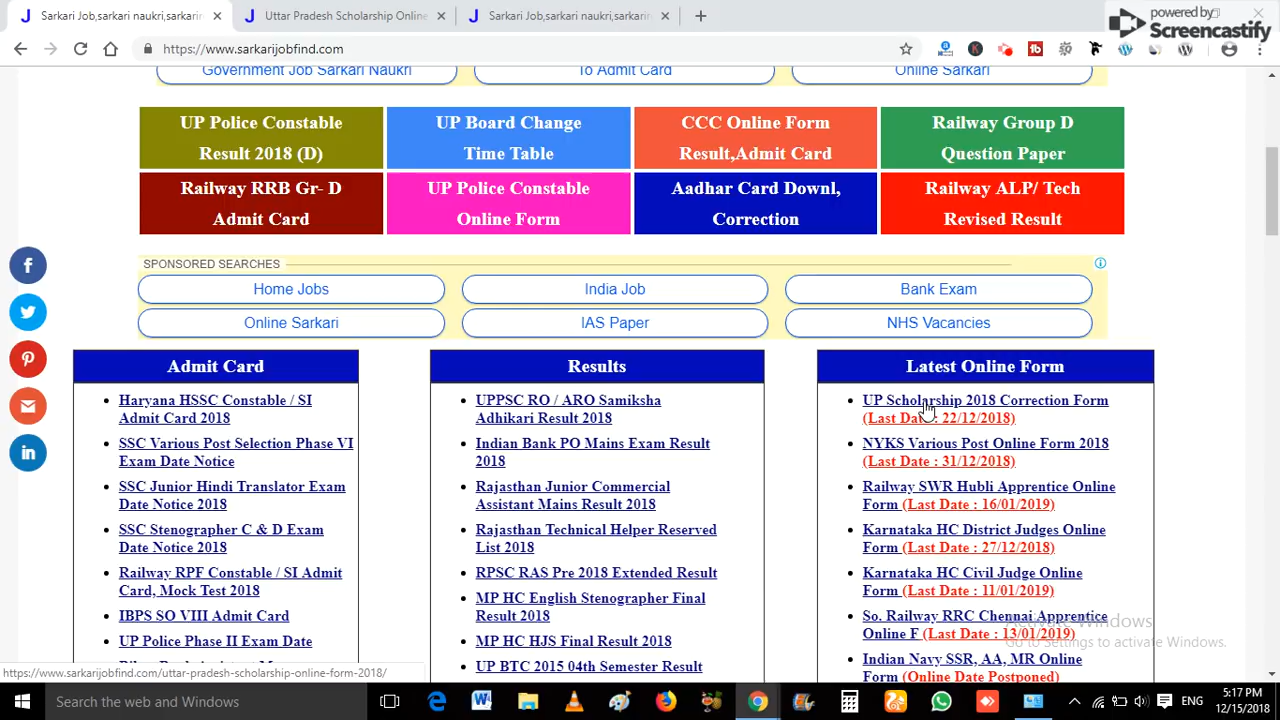 Sarkari Job,sarkari naukri,sarkari
Uttar Pradesh Scholarship Online
Sarkari Job,sarkari naukri,sarkari
powered by
Screencastify
https://www.sarkarijobfind.com
Government Job Sarkari Naukri
To Admit Card
Online Sarkari
UP Police Constable
Result 2018 (D)
UP Board Change
Time Table
CCC Online Form
Result,Admit Card
Railway Group D
Question Paper
Railway RRB Gr- D
Admit Card
UP Police Constable
Online Form
Aadhar Card Downl,
Correction
Railway ALP/ Tech
Revised Result
SPONSORED SEARCHES
Home Jobs
India Job
Bank Exam
Online Sarkari
IAS Paper
NHS Vacancies
Admit Card
Haryana HSSC Constable / SI
Admit Card 2018
SSC Various Post Selection Phase VI
Exam Date Notice
SSC Junior Hindi Translator Exam
Date Notice 2018
SSC Stenographer C & D Exam
Date Notice 2018
Railway RPF Constable / SI Admit
Card, Mock Test 2018
IBPS SO VIII Admit Card
UP Police Phase II Exam Date
Results
UPPSC RO / ARO Samiksha
Adhikari Result 2018
Indian Bank PO Mains Exam Result
2018
Rajasthan Junior Commercial
Assistant Mains Result 2018
Rajasthan Technical Helper Reserved
List 2018
RPSC RAS Pre 2018 Extended Result
MP HC English Stenographer Final
Result 2018
MP HC HJS Final Result 2018
UP BTC 2015 04th Semester Result
Latest Online Form
UP Scholarship 2018 Correction Form
(Last Date : 22/12/2018)
NYKS Various Post Online Form 2018
(Last Date : 31/12/2018)
Railway SWR Hubli Apprentice Online
Form (Last Date : 16/01/2019)
Karnataka HC District Judges Online
Form (Last Date : 27/12/2018)
Karnataka HC Civil Judge Online
Form (Last Date : 11/01/2019)
So. Railway RRC Chennai Apprentice
Online F (Last Date : 13/01/2019)
Indian Navy SSR, AA, MR Online
Form (Online Date Postponed)
Activate Windows
Go to Settings to activate Windows.
https://www.sarkarijobfind.com/uttar-pradesh-scholarship-online-form-2018/
Search the web and Windows
ENG
5:17 PM
12/15/2018